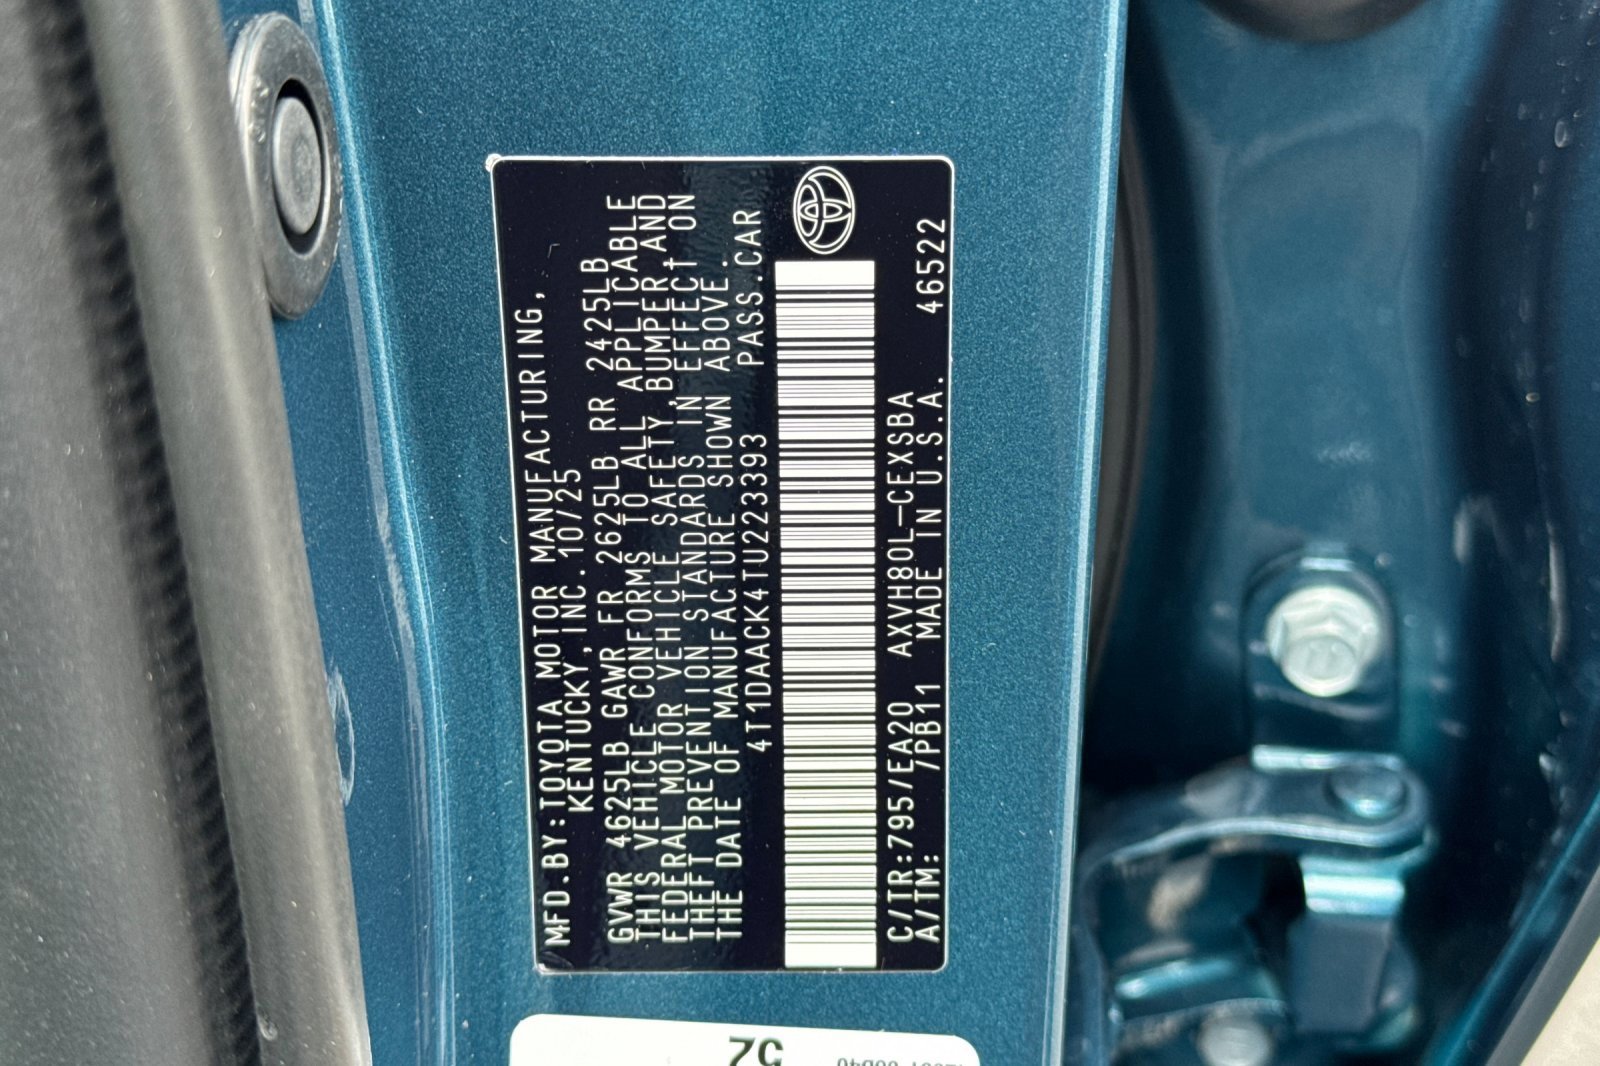 MFD.BY:TOYOTA MOTOR MANUFACTURING,
KENTUCKY,INC.10/25
GVWR 4625LB GAWR FR 2625LB RR 2425LB
THIS VEHICLE CONFORMS TO ALL APPLICABLE
FEDERAL MOTOR VEHICLE SAFETY,BUMPER,AND
THEFT PREVENTION STANDARDS IN EFFECT ON
THE DATE OF MANUFACTURE SHOWN ABOVE.
4T1DAACK4TU223393 PASS.CAR
C/TR:795/EA20 AXVH80L-CEXSBA
A/TM: /PB11 MADE IN U.S.A. 46522
52